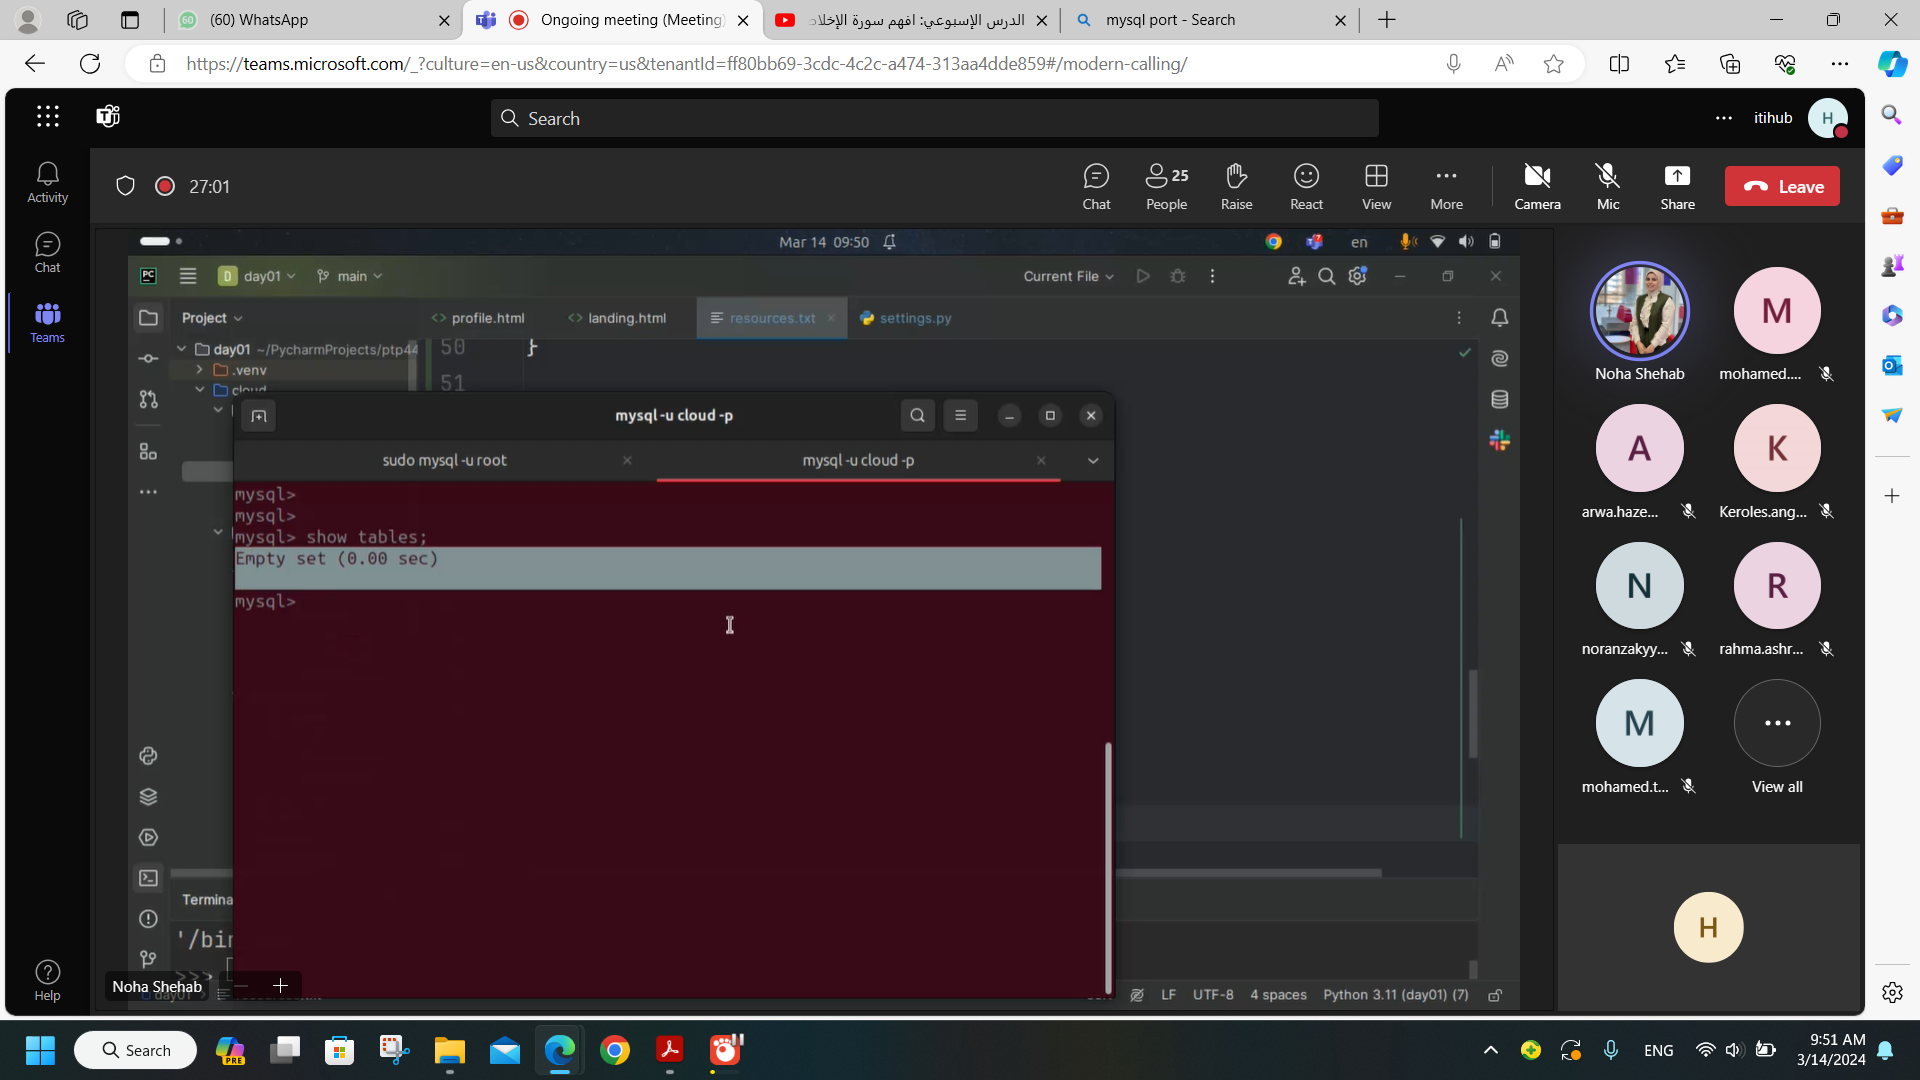 (60) WhatsApp
Ongoing meeting (Meeting
الدرس الإسبوعي: افهم سورة الإخلاص
mysql port - Search
https://teams.microsoft.com/_?culture=en-us&country=us&tenantId=ff80bb69-3cdc-4c2c-a474-313aa4dde859#/modern-calling/
Search
itihub
H
Activity
Chat
Teams
Help
27:01
Chat
25
People
Raise
React
View
More
Camera
Mic
Share
Leave
Mar 14 09:50
en
PC
D day01
main
Current File
Project
profile.html
landing.html
resources.txt
settings.py
day01 ~/PycharmProjects/ptp44
.venv
cloud
50 }
51
mysql -u cloud -p
sudo mysql -u root
mysql -u cloud -p
mysql>
mysql>
mysql> show tables;
Empty set (0.00 sec)
mysql>
Termina
'/bin
>>>
Noha Shehab
day01
LF
UTF-8
4 spaces
Python 3.11 (day01) (7)
Noha Shehab
M
mohamed....
A
arwa.haze...
K
Keroles.ang...
N
noranzakyy...
R
rahma.ashr...
M
mohamed.t...
View all
H
Search
PRE
ENG
9:51 AM
3/14/2024